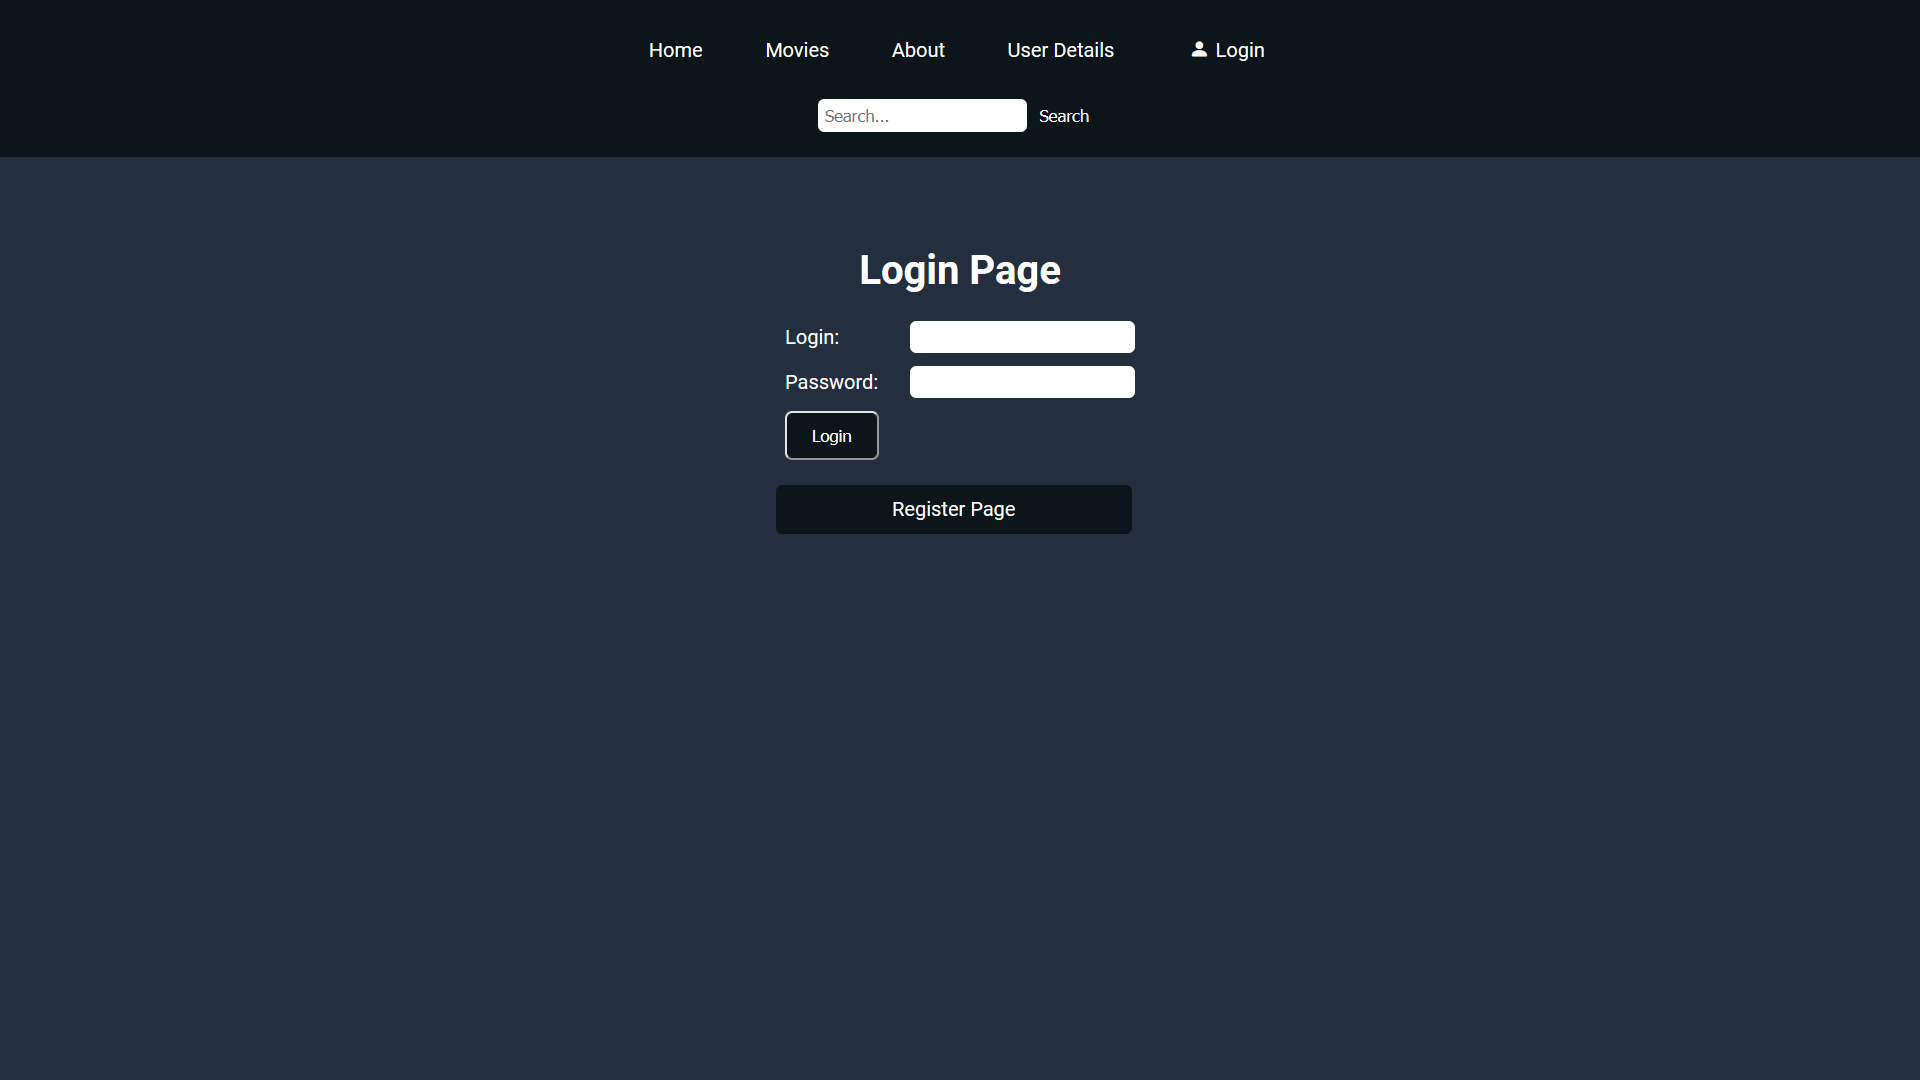 Home Movies About User Details Login
Search... Search
Login Page
Login:
Password:
Login
Register Page